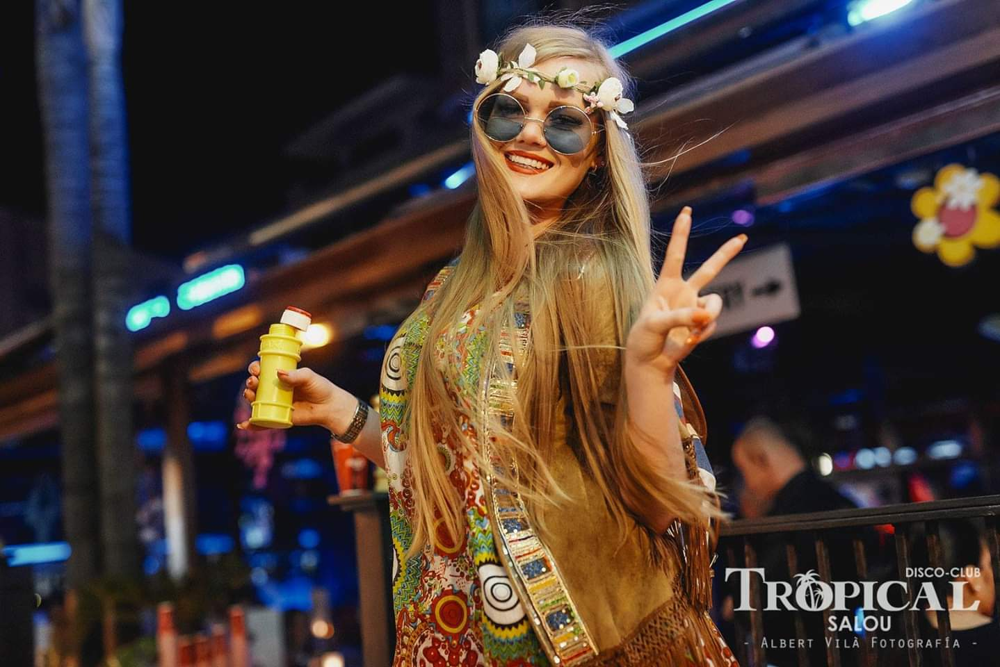 DISCO-CLUB
TROPICAL
SALOU
- ALBERT VILÀ FOTOGRAFÍA -